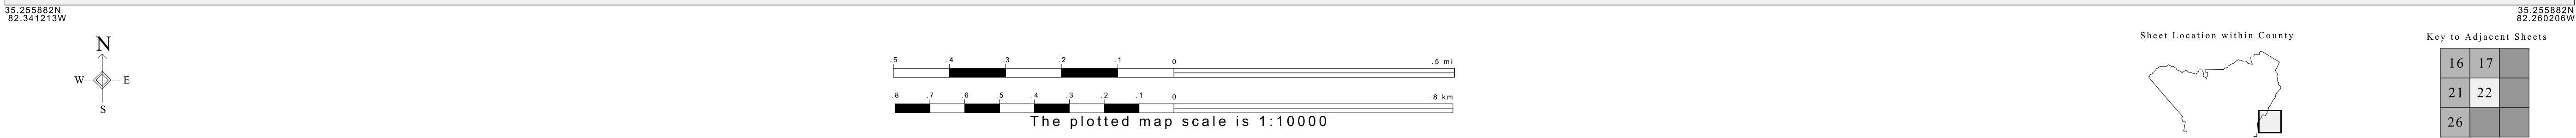 35.255882N
82.341213W
35.255882N
82.260206W
N
W E
S
.5 .4 .3 .2 .1 0 .5 mi
.8 .7 .6 .5 .4 .3 .2 .1 0 .8 km
The plotted map scale is 1:10000
Sheet Location within County
Key to Adjacent Sheets
16 17
21 22
26